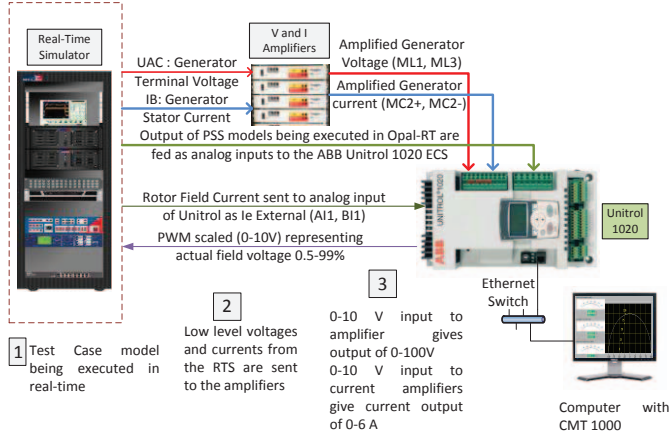 Real-Time
Simulator
V and I
Amplifiers
UAC : Generator
Terminal Voltage
IB: Generator
Stator Current
Amplified Generator
Voltage (ML1, ML3)
Amplified Generator
current (MC2+, MC2-)
Output of PSS models being executed in Opal-RT are
fed as analog inputs to the ABB Unitrol 1020 ECS
Rotor Field Current sent to analog input
of Unitrol as Ie External (AI1, BI1)
PWM scaled (0-10V) representing
actual field voltage 0.5-99%
UNITROL 1020
ABB
Unitrol
1020
Ethernet
Switch
1
Test Case model
being executed in
real-time
2
Low level voltages
and currents from
the RTS are sent
to the amplifiers
3
0-10 V input to
amplifier gives
output of 0-100V
0-10 V input to
current amplifiers
give current output
of 0-6 A
Computer with
CMT 1000